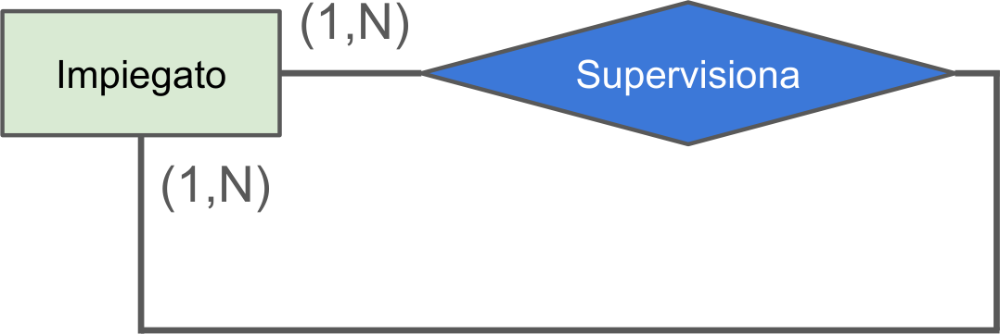 (1,N)
Impiegato
Supervisiona
(1,N)